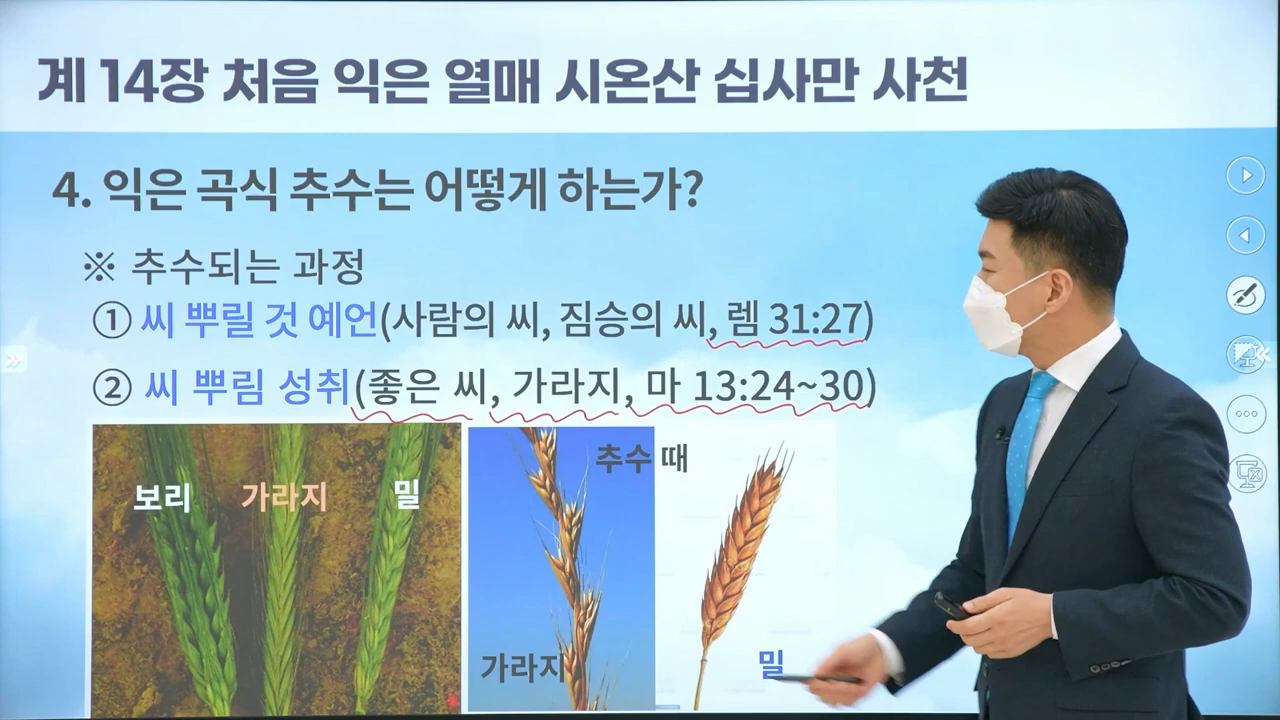 계 14장 처음 익은 열매 시온산 십사만 사천
4. 익은 곡식 추수는 어떻게 하는가?
※ 추수되는 과정
① 씨 뿌릴 것 예언(사람의 씨, 짐승의 씨, 렘 31:27)
② 씨 뿌림 성취(좋은 씨, 가라지, 마 13:24~30)
보리 가라지 밀
추수 때
가라지 밀